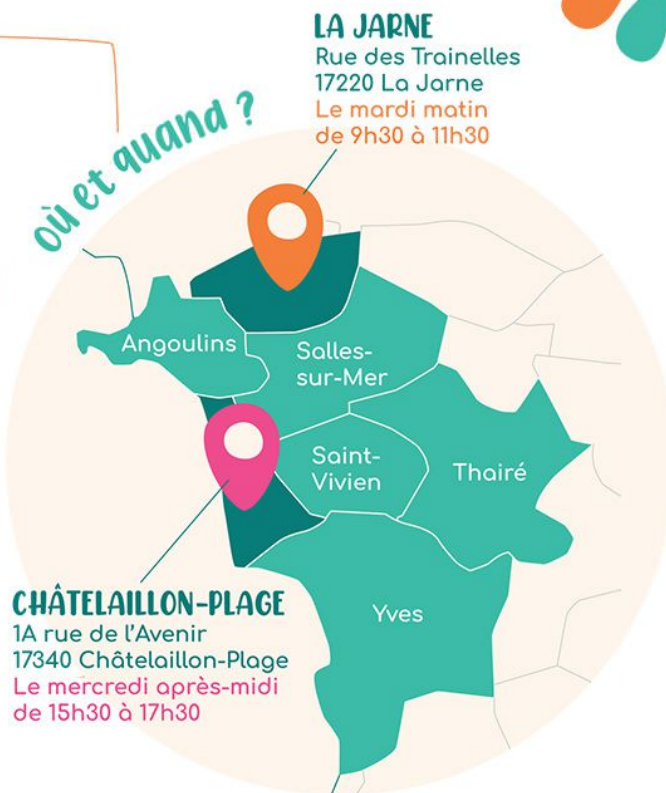 LA JARNE
Rue des Trainelles
17220 La Jarne
Le mardi matin
de 9h30 à 11h30
où et quand ?
Angoulins
Salles-
sur-Mer
Saint-
Vivien
Thairé
Yves
CHÂTELAILLON-PLAGE
1A rue de l'Avenir
17340 Châtelaillon-Plage
Le mercredi après-midi
de 15h30 à 17h30